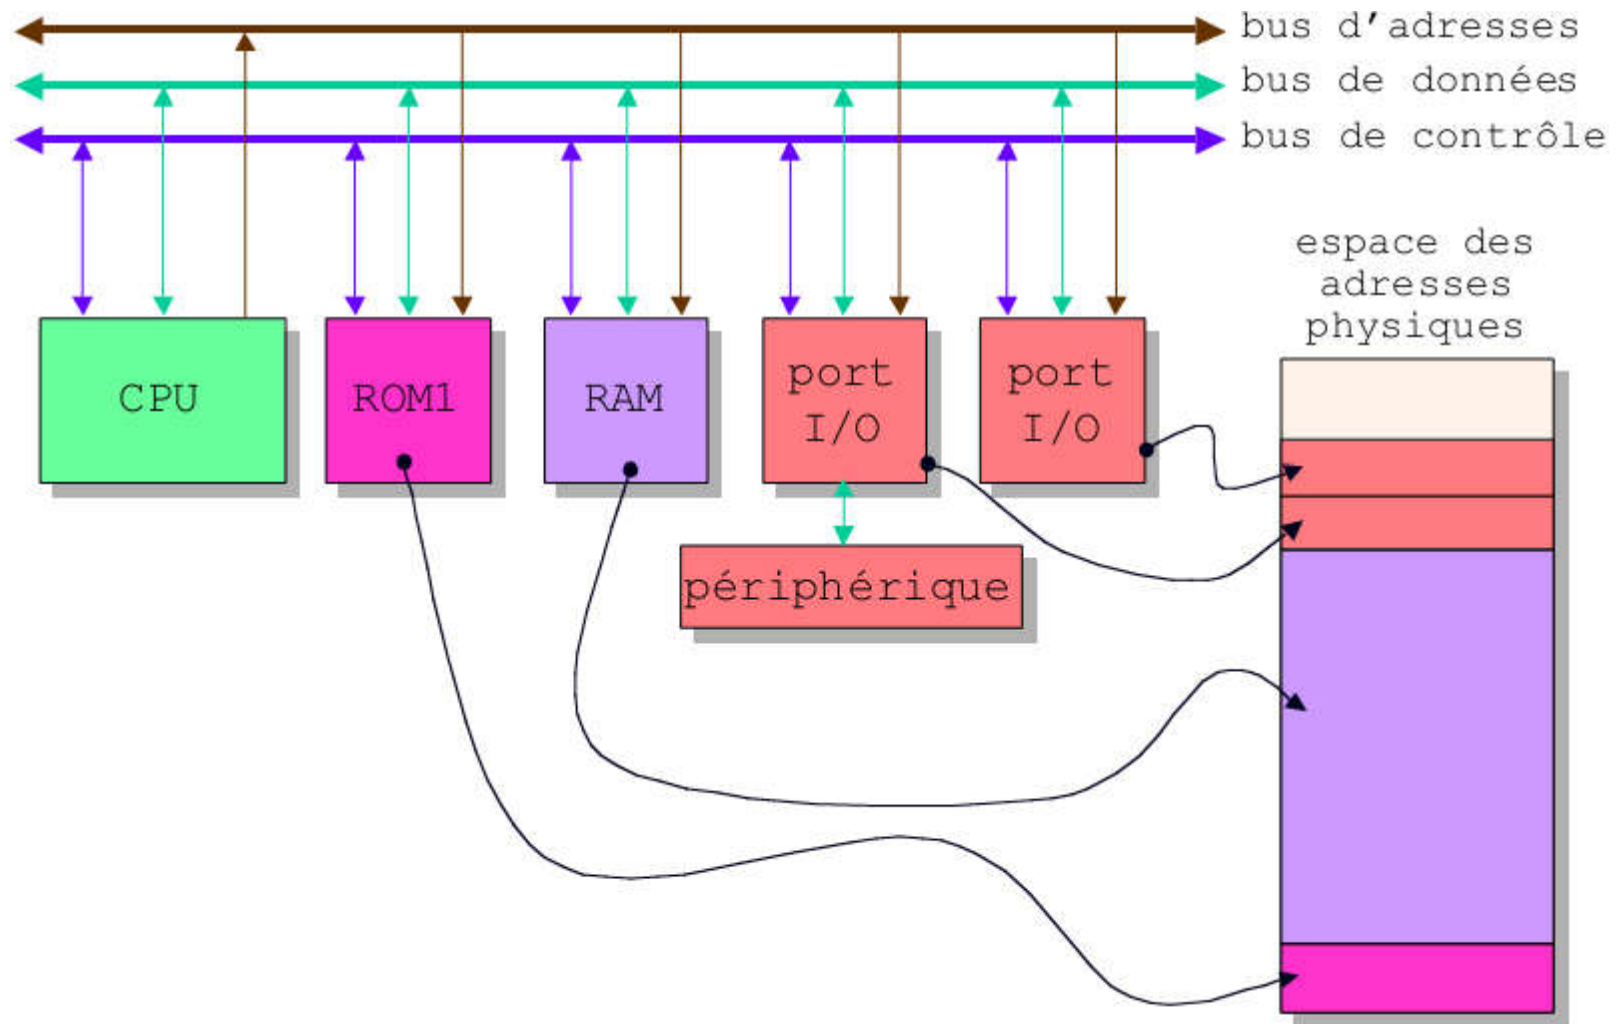 bus d'adresses
bus de données
bus de contrôle
espace des
adresses
physiques
CPU
ROM1
RAM
port
I/O
port
I/O
périphérique